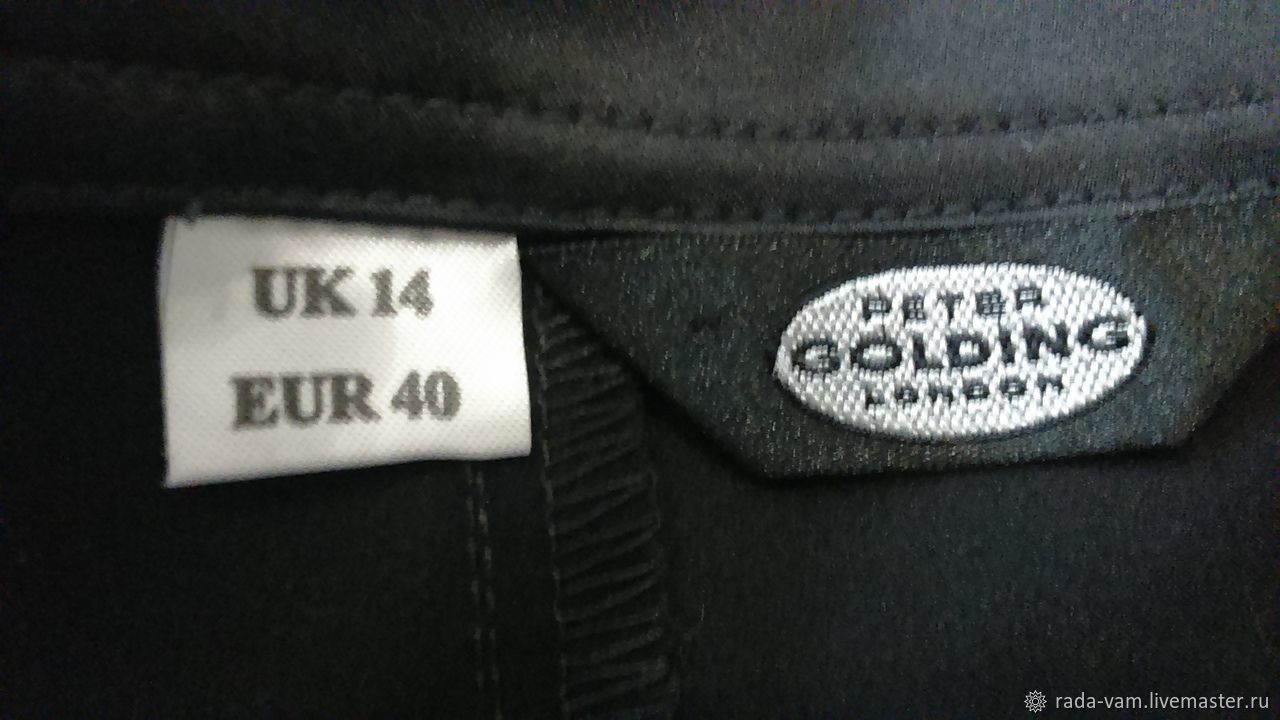 UK 14
EUR 40
PETER
GOLDING
LONDON
rada-vam.livemaster.ru